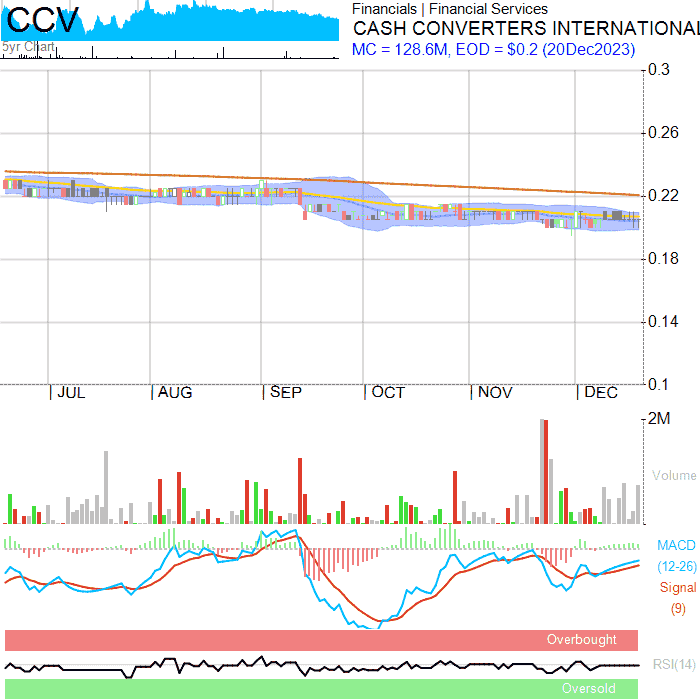 CCV
5yr Chart
Financials | Financial Services
CASH CONVERTERS INTERNATIONAL
MC = 128.6M, EOD = $0.2 (20Dec2023)
0.3
0.26
0.22
0.18
0.14
0.1
JUL AUG SEP OCT NOV DEC
2M
Volume
MACD
(12-26)
Signal
(9)
Overbought
RSI(14)
Oversold